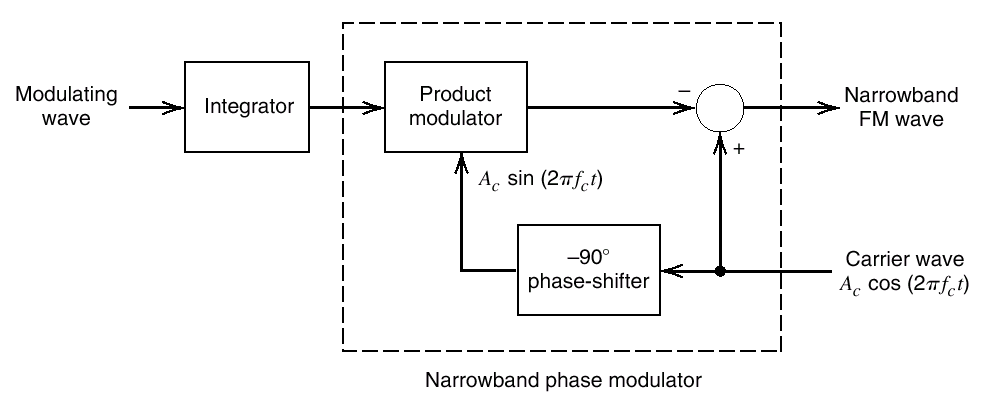 Modulating
wave
Integrator
Product
modulator
−
+
Narrowband
FM wave
A_c sin (2πf_ct)
−90°
phase-shifter
Carrier wave
A_c cos (2πf_ct)
Narrowband phase modulator